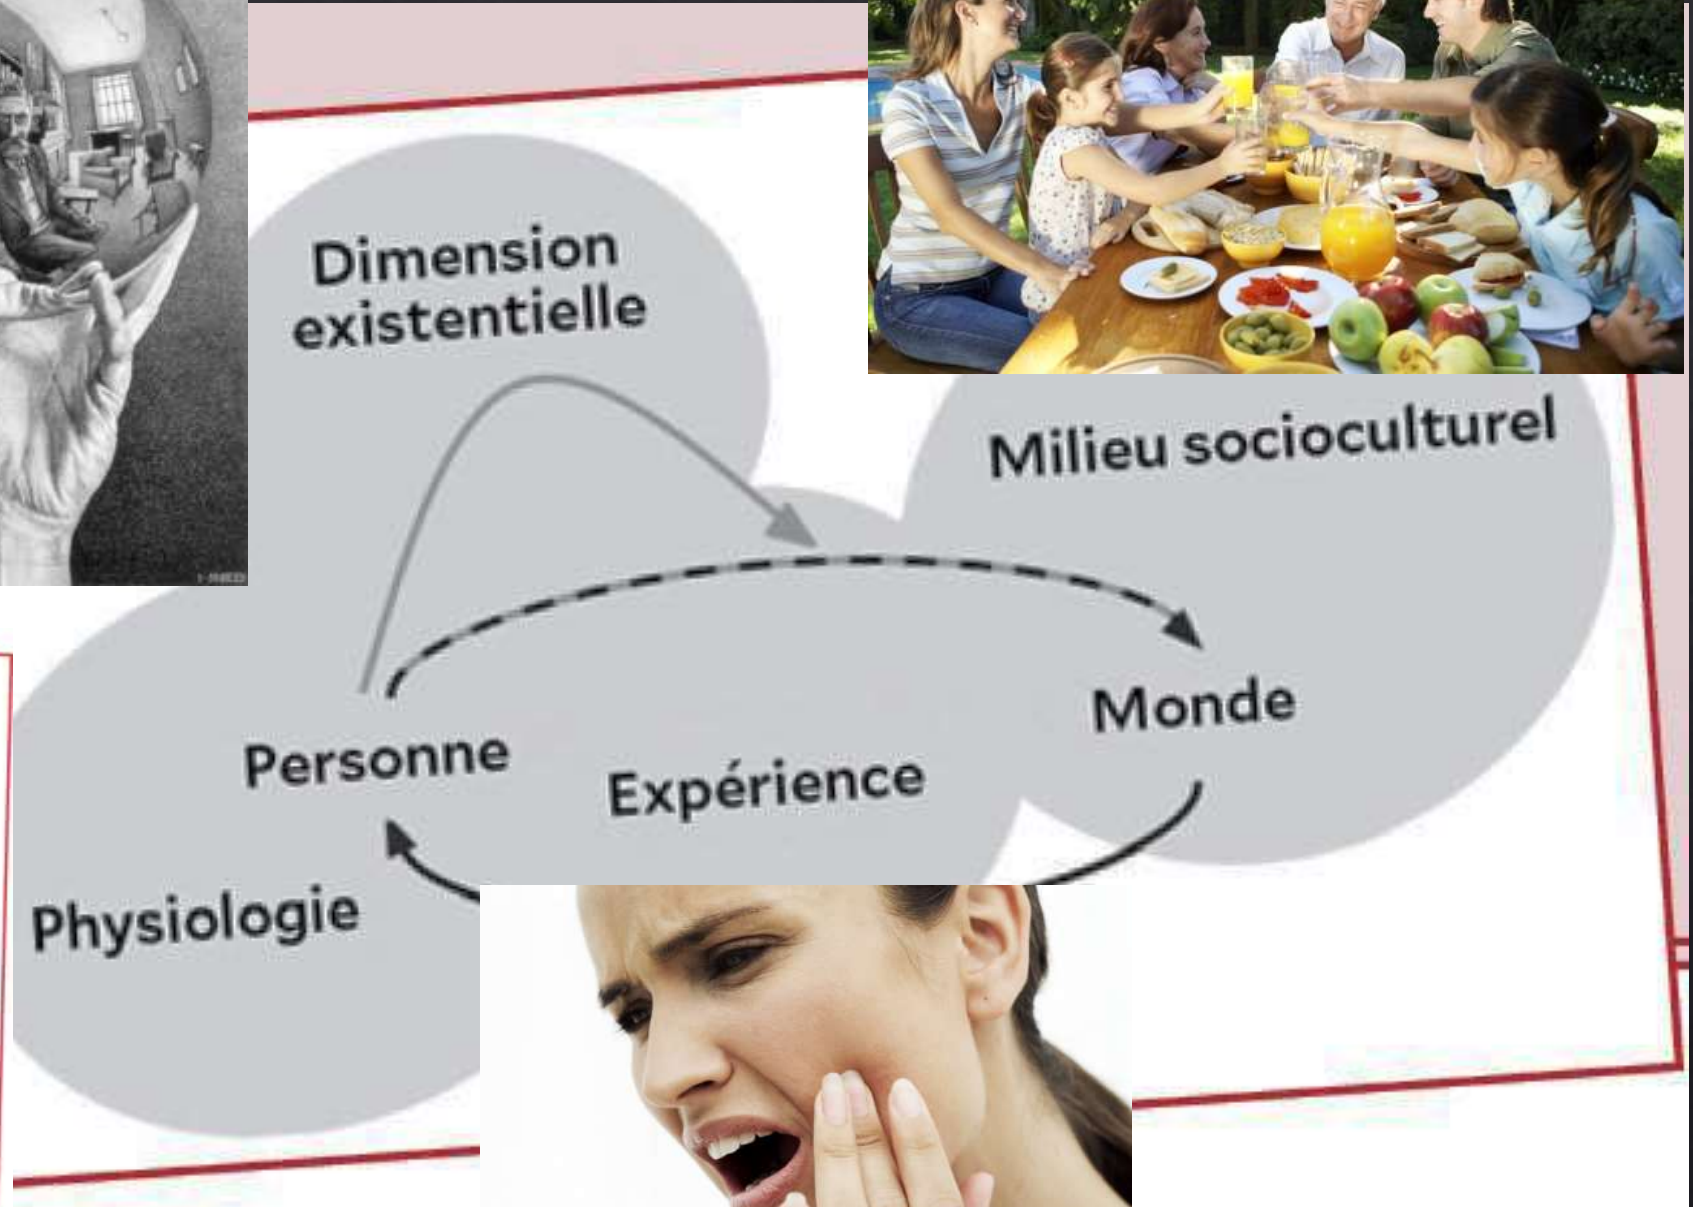 Dimension
existentielle
Milieu socioculturel
Monde
Personne
Expérience
Physiologie